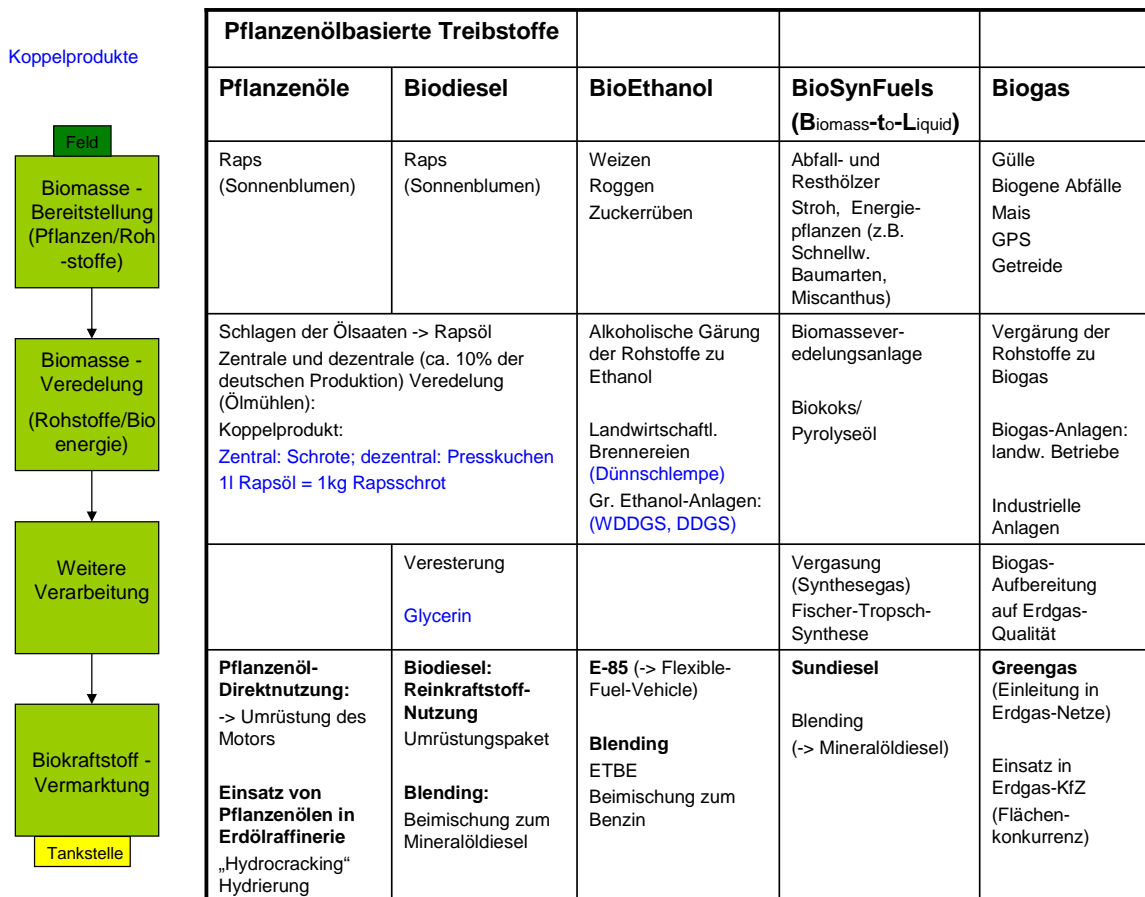 Koppelprodukte
Feld
Biomasse -
Bereitstellung
(Pflanzen/Roh
-stoffe)
Biomasse -
Veredelung
(Rohstoffe/Bio
energie)
Weitere
Verarbeitung
Biokraftstoff -
Vermarktung
Tankstelle
Pflanzenölbasierte Treibstoffe
Pflanzenöle
Biodiesel
BioEthanol
BioSynFuels
(Biomass-to-Liquid)
Biogas
Raps
(Sonnenblumen)
Raps
(Sonnenblumen)
Weizen
Roggen
Zuckerrüben
Abfall- und
Resthölzer
Stroh, Energie-
pflanzen (z.B.
Schnellw.
Baumarten,
Miscanthus)
Gülle
Biogene Abfälle
Mais
GPS
Getreide
Schlagen der Ölsaaten -> Rapsöl
Zentrale und dezentrale (ca. 10% der
deutschen Produktion) Veredelung
(Ölmühlen):
Koppelprodukt:
Zentral: Schrote; dezentral: Presskuchen
1l Rapsöl = 1kg Rapsschrot
Alkoholische Gärung
der Rohstoffe zu
Ethanol
Landwirtschaftl.
Brennereien
(Dünnschlempe)
Gr. Ethanol-Anlagen:
(WDDGS, DDGS)
Biomassever-
edelungsanlage
Biokoks/
Pyrolyseöl
Vergärung der
Rohstoffe zu
Biogas
Biogas-Anlagen:
landw. Betriebe
Industrielle
Anlagen
Veresterung
Glycerin
Vergasung
(Synthesegas)
Fischer-Tropsch-
Synthese
Biogas-
Aufbereitung
auf Erdgas-
Qualität
Pflanzenöl-
Direktnutzung:
-> Umrüstung des
Motors
Einsatz von
Pflanzenölen in
Erdölraffinerie
„Hydrocracking“
Hydrierung
Biodiesel:
Reinkraftstoff-
Nutzung
Umrüstungspaket
Blending:
Beimischung zum
Mineralöldiesel
E-85 (-> Flexible-
Fuel-Vehicle)
Blending
ETBE
Beimischung zum
Benzin
Sundiesel
Blending
(-> Mineralöldiesel)
Greengas
(Einleitung in
Erdgas-Netze)
Einsatz in
Erdgas-KfZ
(Flächen-
konkurrenz)